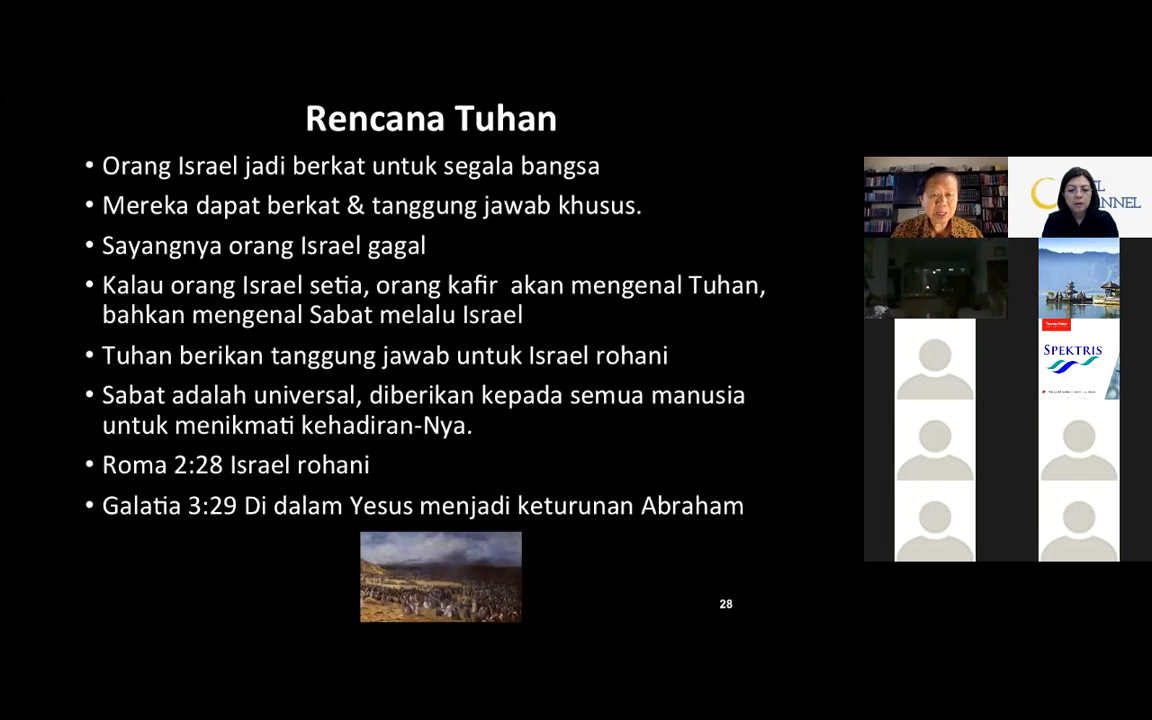 Rencana Tuhan
• Orang Israel jadi berkat untuk segala bangsa
• Mereka dapat berkat & tanggung jawab khusus.
• Sayangnya orang Israel gagal
• Kalau orang Israel setia, orang kafir  akan mengenal Tuhan,
bahkan mengenal Sabat melalu Israel
• Tuhan berikan tanggung jawab untuk Israel rohani
• Sabat adalah universal, diberikan kepada semua manusia
untuk menikmati kehadiran-Nya.
• Roma 2:28 Israel rohani
• Galatia 3:29 Di dalam Yesus menjadi keturunan Abraham
28
SPEKTRIS